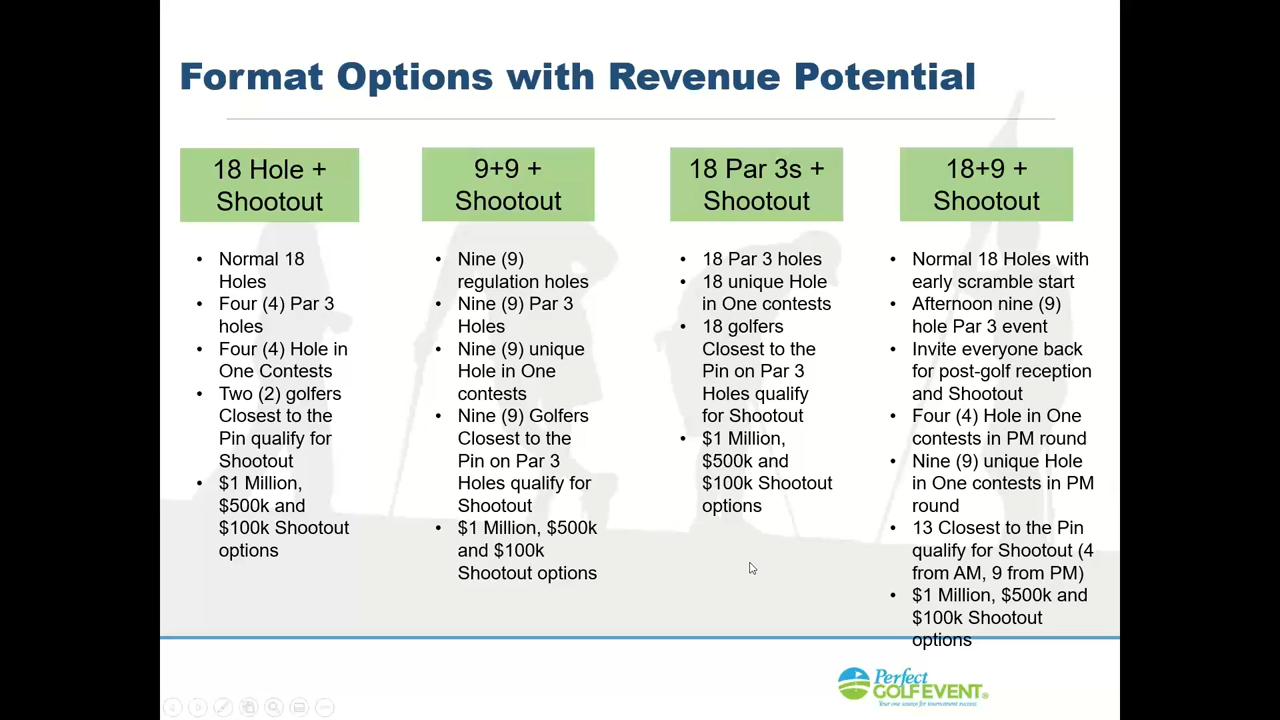 Format Options with Revenue Potential
18 Hole +
Shootout
• Normal 18
Holes
• Four (4) Par 3
holes
• Four (4) Hole in
One Contests
• Two (2) golfers
Closest to the
Pin qualify for
Shootout
• $1 Million,
$500k and
$100k Shootout
options
9+9 +
Shootout
• Nine (9)
regulation holes
• Nine (9) Par 3
Holes
• Nine (9) unique
Hole in One
contests
• Nine (9) Golfers
Closest to the
Pin on Par 3
Holes qualify for
Shootout
• $1 Million, $500k
and $100k
Shootout options
18 Par 3s +
Shootout
• 18 Par 3 holes
• 18 unique Hole
in One contests
• 18 golfers
Closest to the
Pin on Par 3
Holes qualify
for Shootout
• $1 Million,
$500k and
$100k Shootout
options
18+9 +
Shootout
• Normal 18 Holes with
early scramble start
• Afternoon nine (9)
hole Par 3 event
• Invite everyone back
for post-golf reception
and Shootout
• Four (4) Hole in One
contests in PM round
• Nine (9) unique Hole
in One contests in PM
round
• 13 Closest to the Pin
qualify for Shootout (4
from AM, 9 from PM)
• $1 Million, $500k and
$100k Shootout
options
Perfect
GOLFEVENT®
Your one source for tournament success